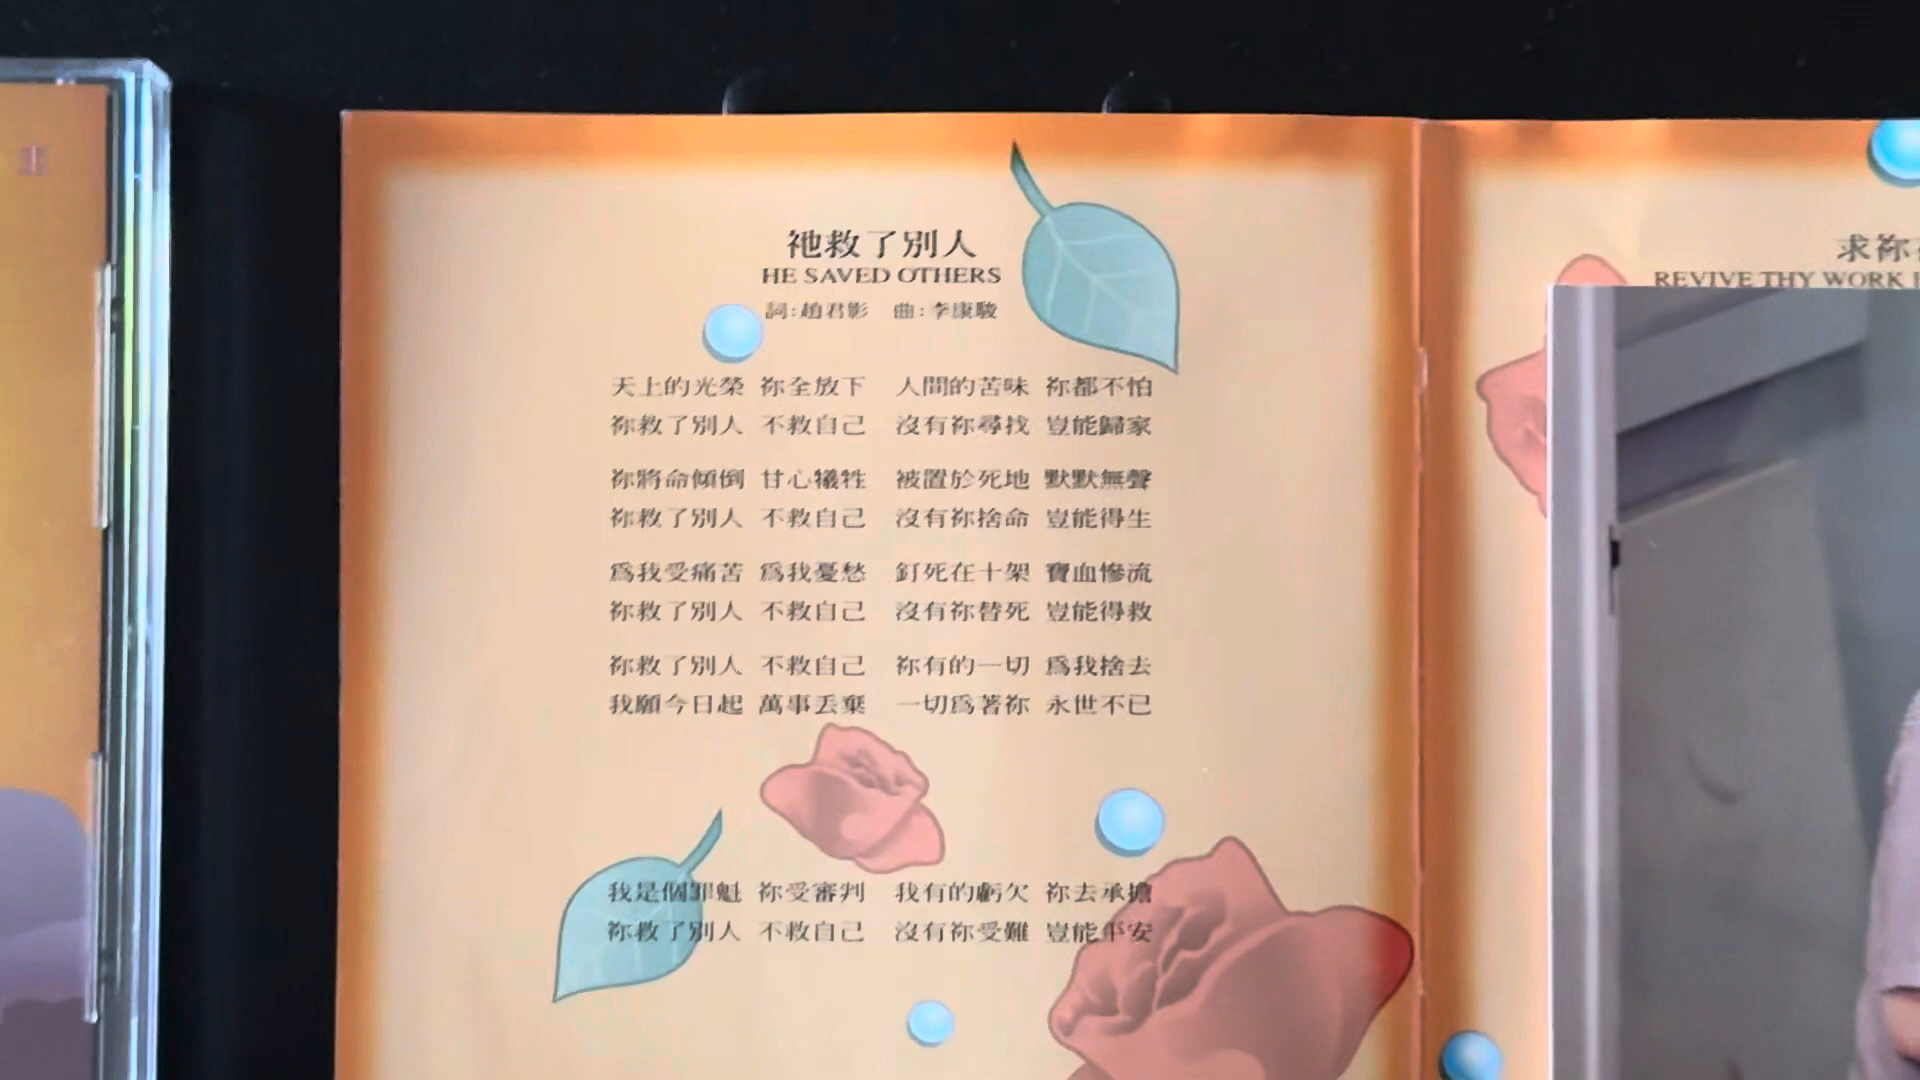 祂救了別人
HE SAVED OTHERS
詞:趙君影 曲:李康駿
天上的光榮 祢全放下 人間的苦味 祢都不怕
祢救了別人 不救自己 沒有祢尋找 豈能歸家
祢將命傾倒 甘心犧牲 被置於死地 默默無聲
祢救了別人 不救自己 沒有祢捨命 豈能得生
爲我受痛苦 爲我憂愁 釘死在十架 寶血慘流
祢救了別人 不救自己 沒有祢替死 豈能得救
祢救了別人 不救自己 祢有的一切 爲我捨去
我願今日起 萬事丟棄 一切爲著祢 永世不已
我是個罪魁 祢受審判 我有的虧欠 祢去承擔
祢救了別人 不救自己 沒有祢受難 豈能平安
求祢
REVIVE THY WORK